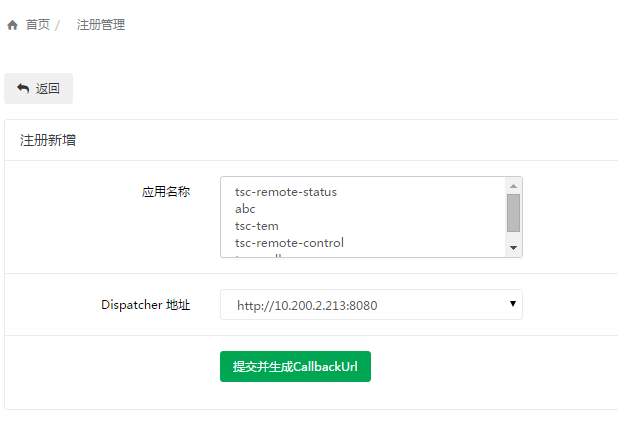 首页 / 注册管理
返回
注册新增
应用名称
tsc-remote-status
abc
tsc-tem
tsc-remote-control
Dispatcher 地址
http://10.200.2.213:8080
提交并生成CallbackUrl